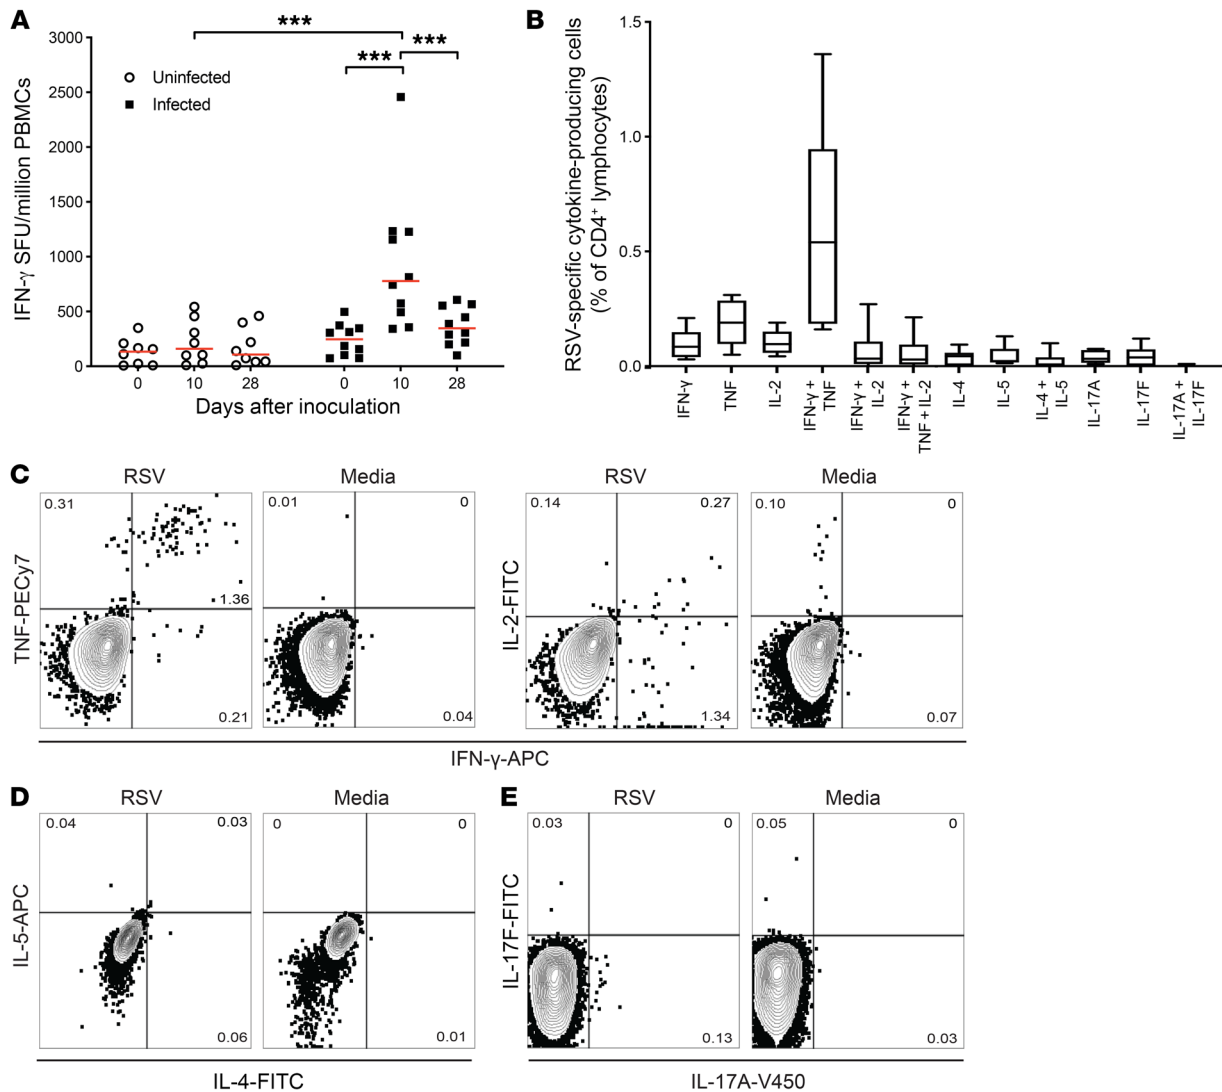 A
IFN-γ SFU/million PBMCs
3000
2500
2000
1500
1000
500
0
***
***
***
Uninfected
Infected
0 10 28 0 10 28
Days after inoculation
B
RSV-specific cytokine-producing cells
(% of CD4⁺ lymphocytes)
1.5
1.0
0.5
0.0
IFN-γ
TNF
IL-2
IFN-γ +
TNF
IFN-γ +
IL-2
IFN-γ +
TNF + IL-2
IL-4
IL-5
IL-4 +
IL-5
IL-17A
IL-17F
IL-17A +
IL-17F
C
RSV Media RSV Media
TNF-PECy7
0.31
1.36
0.21
0.01 0
0.04
IL-2-FITC
0.14 0.27
1.34
0.10 0
0.07
IFN-γ-APC
D
RSV Media
IL-5-APC
0.04 0.03
0.06
0 0
0.01
IL-4-FITC
E
RSV Media
IL-17F-FITC
0.03 0
0.13
0.05 0
0.03
IL-17A-V450